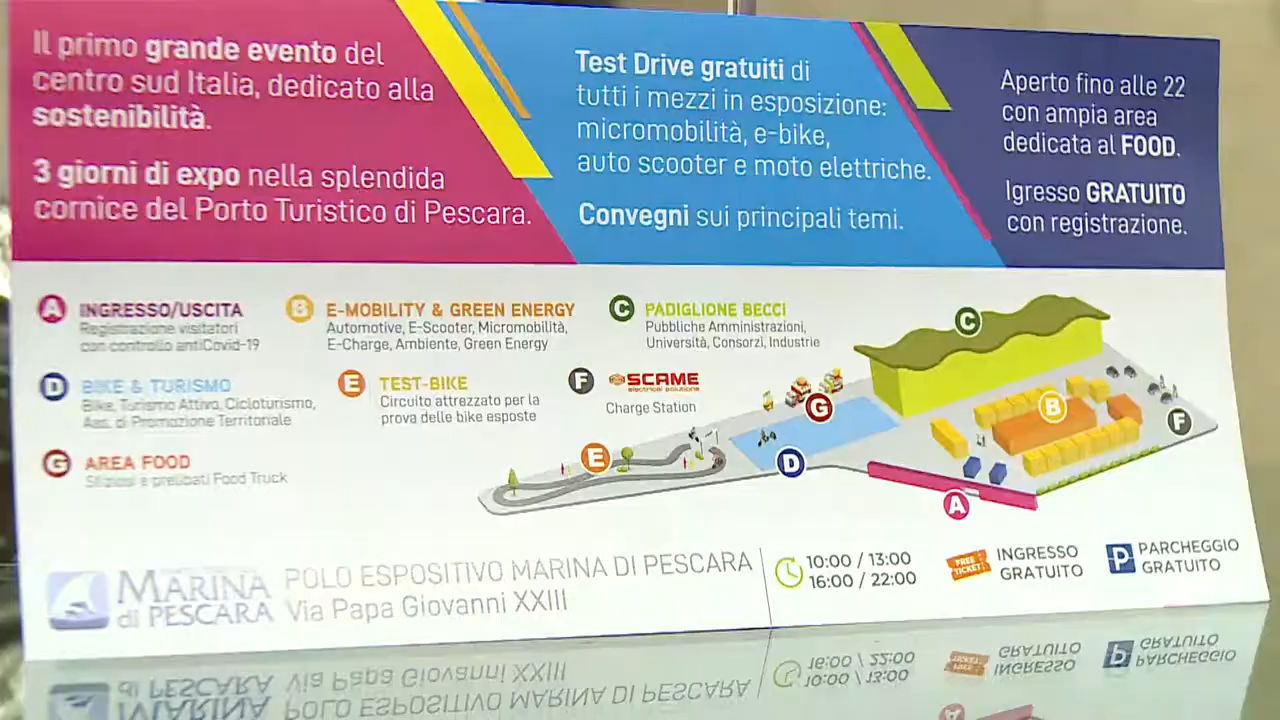 Il primo grande evento del
centro sud Italia, dedicato alla
sostenibilità.
3 giorni di expo nella splendida
cornice del Porto Turistico di Pescara.
Test Drive gratuiti di
tutti i mezzi in esposizione:
micromobilità, e-bike,
auto scooter e moto elettriche.
Convegni sui principali temi.
Aperto fino alle 22
con ampia area
dedicata al FOOD.
Igresso GRATUITO
con registrazione.
A INGRESSO/USCITA
Registrazione visitatori
con controllo antiCovid-19
B E-MOBILITY & GREEN ENERGY
Automotive, E-Scooter, Micromobilità,
E-Charge, Ambiente, Green Energy
C PADIGLIONE BECCI
Pubbliche Amministrazioni,
Università, Consorzi, Industrie
D BIKE & TURISMO
Bike, Turismo Attivo, Cicloturismo,
Ass. di Promozione Territoriale
E TEST-BIKE
Circuito attrezzato per la
prova delle bike esposte
F SCAME
electrical solutions
Charge Station
G AREA FOOD
Sfiziosi e prelibati Food Truck
C
G
B
F
E
D
A
MARINA
di PESCARA
POLO ESPOSITIVO MARINA DI PESCARA
Via Papa Giovanni XXIII
10:00 / 13:00
16:00 / 22:00
FREE
TICKET
INGRESSO
GRATUITO
P
PARCHEGGIO
GRATUITO